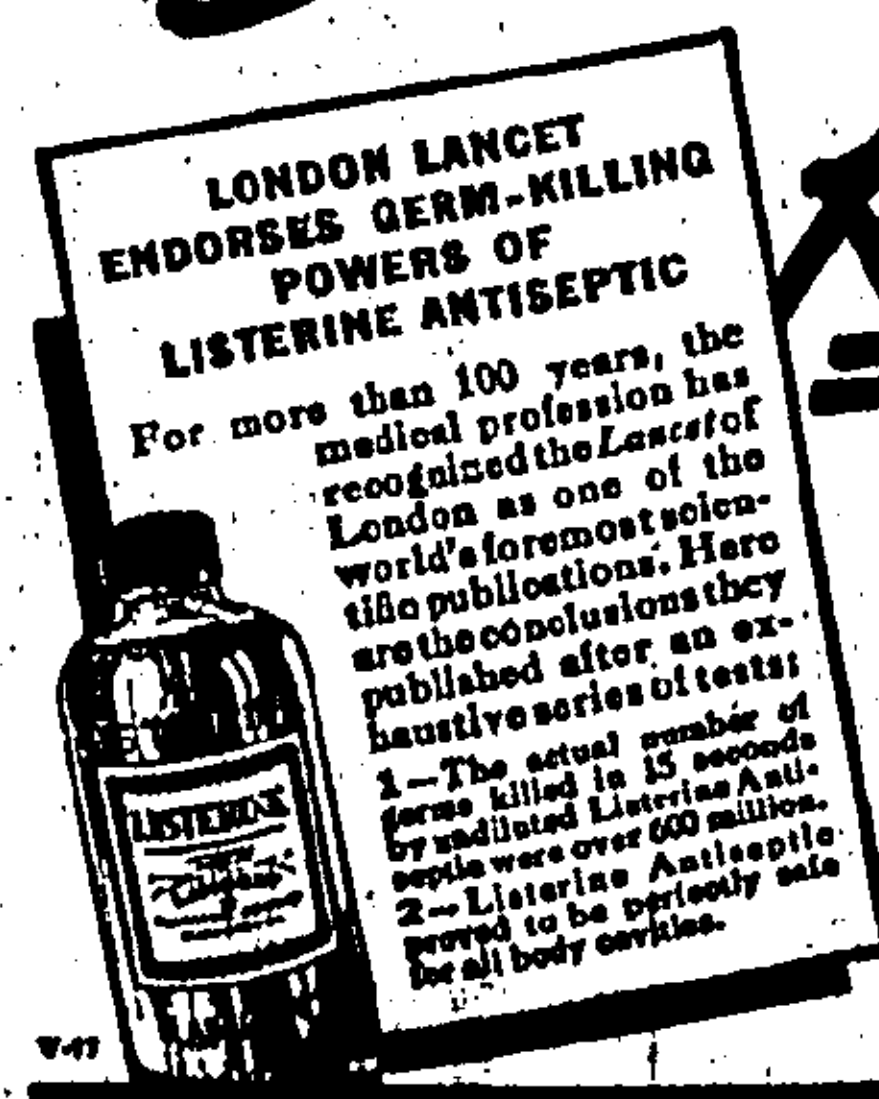 LONDON LANCET
ENDORSES GERM-KILLING
POWERS OF
LISTERINE ANTISEPTIC
For more than 100 years, the
medical profession has
recognized the Lancet of
London as one of the
world's foremost scien-
tific publications. Here
are the conclusions they
published after an ex-
haustive series of tests:
1—The actual number of
germs killed in 15 seconds
by undiluted Listerine Anti-
septic were over 600 million.
2—Listerine Antiseptic
proved to be perfectly safe
for all body cavities.
LISTERINE